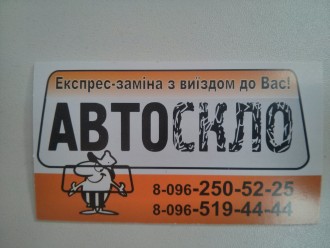 Експрес-заміна з виїздом до Вас!
АВТОСКЛО
8-096-250-52-25
8-096-519-44-44